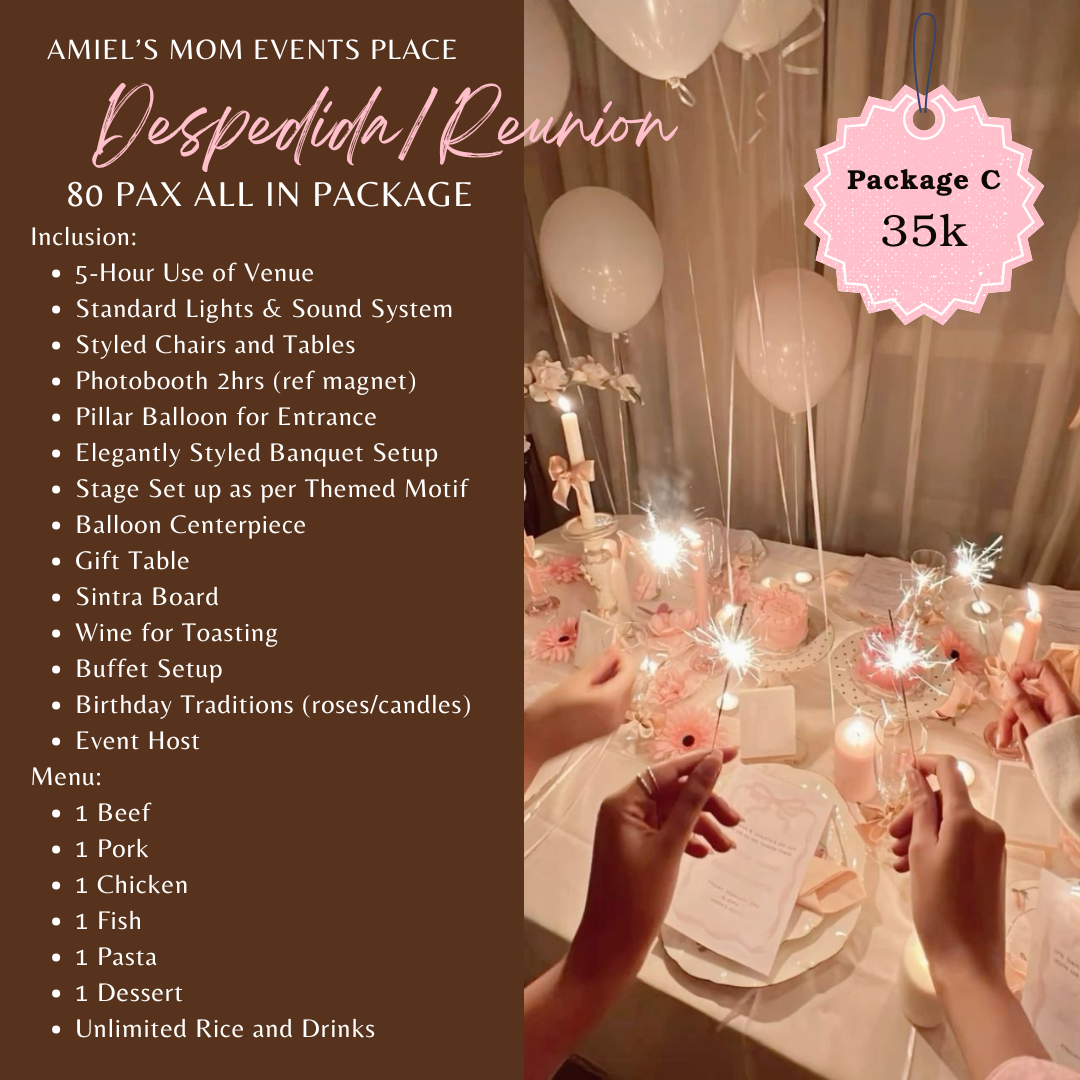 AMIEL'S MOM EVENTS PLACE
Despedida/Reunion
80 PAX ALL IN PACKAGE
Package C
35k
Inclusion:
• 5-Hour Use of Venue
• Standard Lights & Sound System
• Styled Chairs and Tables
• Photobooth 2hrs (ref magnet)
• Pillar Balloon for Entrance
• Elegantly Styled Banquet Setup
• Stage Set up as per Themed Motif
• Balloon Centerpiece
• Gift Table
• Sintra Board
• Wine for Toasting
• Buffet Setup
• Birthday Traditions (roses/candles)
• Event Host
Menu:
• 1 Beef
• 1 Pork
• 1 Chicken
• 1 Fish
• 1 Pasta
• 1 Dessert
• Unlimited Rice and Drinks